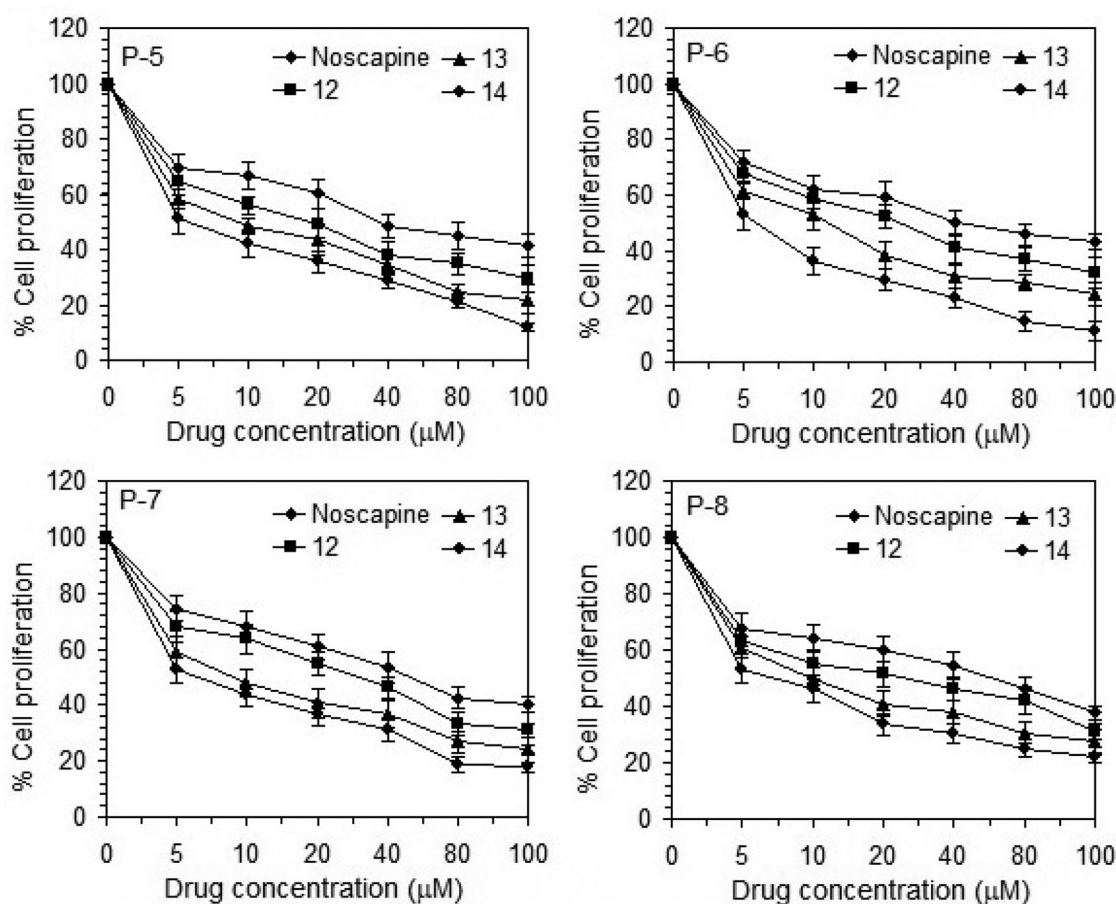 P-5
Noscapine 13
12 14
120
100
80
60
40
20
0
% Cell proliferation
0 5 10 20 40 80 100
Drug concentration (μM)
P-6
Noscapine 13
12 14
120
100
80
60
40
20
0
% Cell proliferation
0 5 10 20 40 80 100
Drug concentration (μM)
P-7
Noscapine 13
12 14
120
100
80
60
40
20
0
% Cell proliferation
0 5 10 20 40 80 100
Drug concentration (μM)
P-8
Noscapine 13
12 14
120
100
80
60
40
20
0
% Cell proliferation
0 5 10 20 40 80 100
Drug concentration (μM)